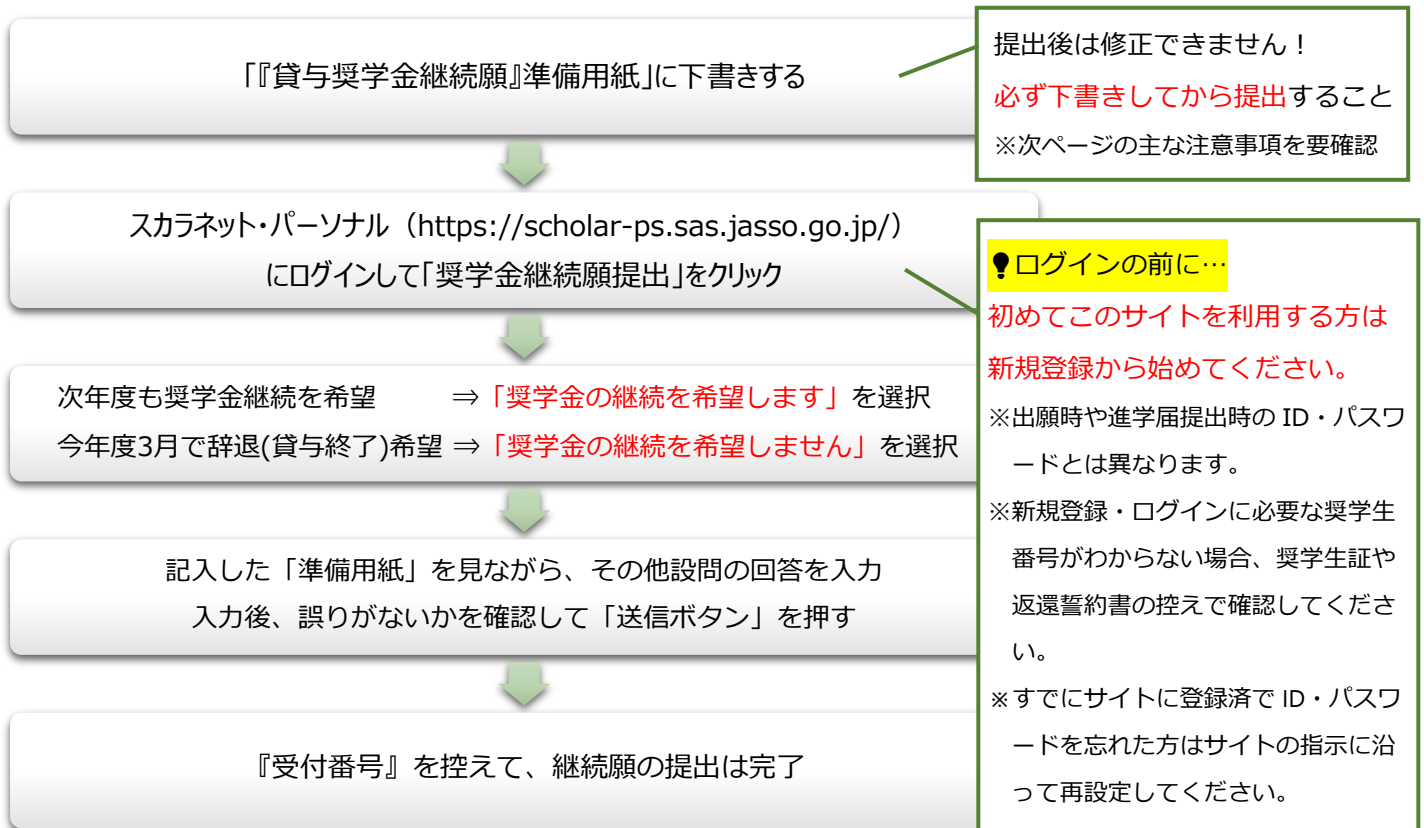 「『貸与奨学金継続願』準備用紙」に下書きする
提出後は修正できません！
必ず下書きしてから提出すること
※次ページの主な注意事項を要確認
スカラネット・パーソナル（https://scholar-ps.sas.jasso.go.jp/）
にログインして「奨学金継続願提出」をクリック
次年度も奨学金継続を希望 ⇒「奨学金の継続を希望します」を選択
今年度3月で辞退(貸与終了)希望 ⇒「奨学金の継続を希望しません」を選択
記入した「準備用紙」を見ながら、その他設問の回答を入力
入力後、誤りがないかを確認して「送信ボタン」を押す
『受付番号』を控えて、継続願の提出は完了
ログインの前に…
初めてこのサイトを利用する方は
新規登録から始めてください。
※出願時や進学届提出時の ID・パスワ
ードとは異なります。
※新規登録・ログインに必要な奨学生
番号がわからない場合、奨学生証や
返還誓約書の控えで確認してくださ
い。
※すでにサイトに登録済で ID・パスワ
ードを忘れた方はサイトの指示に沿
って再設定してください。